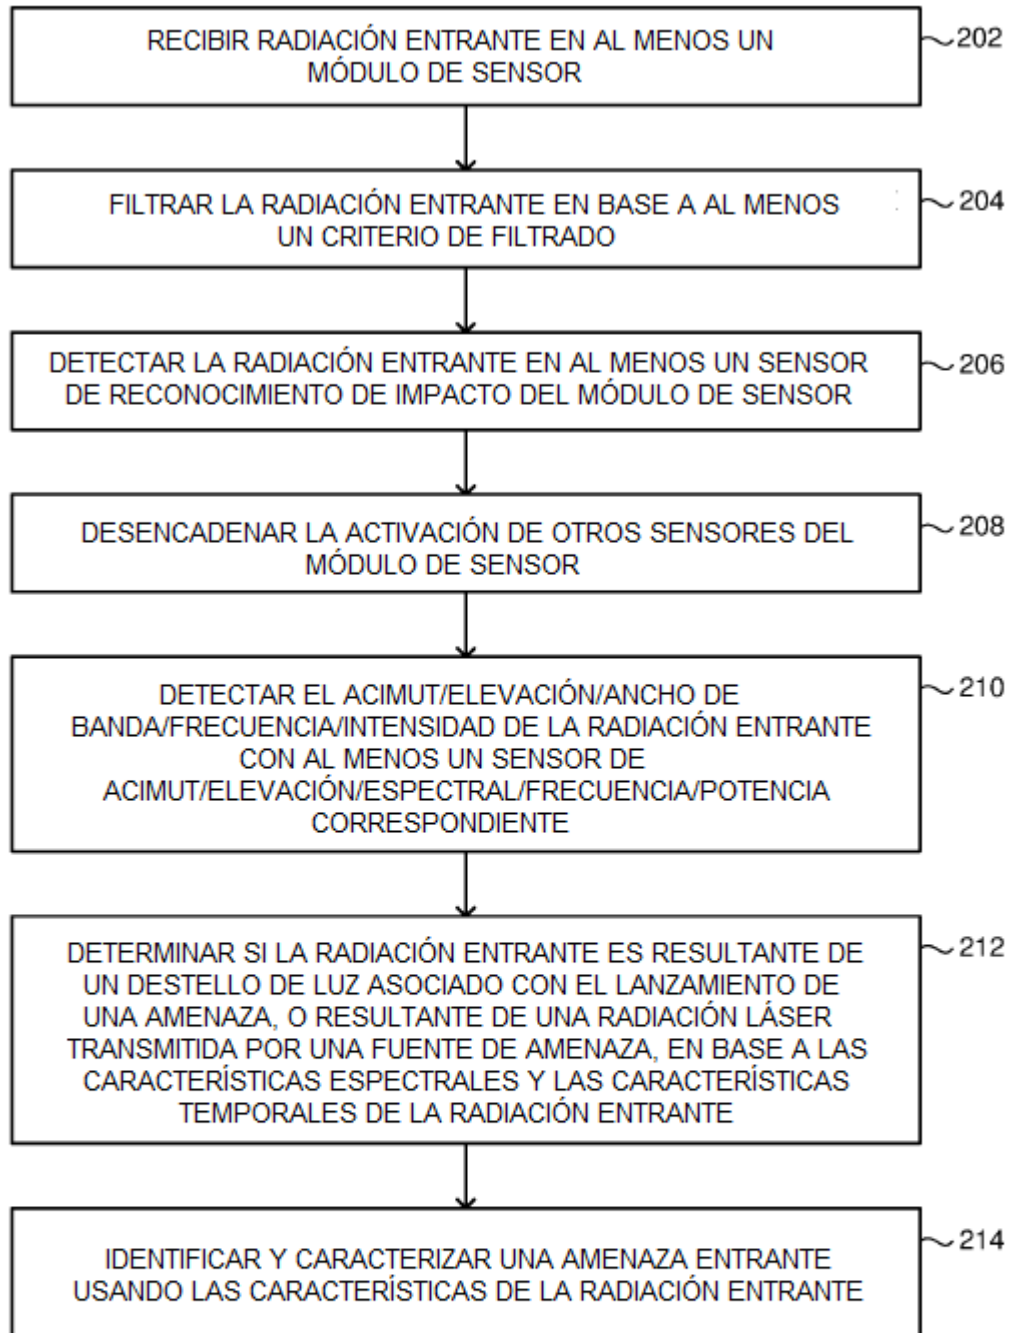 RECIBIR RADIACIÓN ENTRANTE EN AL MENOS UN
MÓDULO DE SENSOR
202
FILTRAR LA RADIACIÓN ENTRANTE EN BASE A AL MENOS
UN CRITERIO DE FILTRADO
204
DETECTAR LA RADIACIÓN ENTRANTE EN AL MENOS UN SENSOR
DE RECONOCIMIENTO DE IMPACTO DEL MÓDULO DE SENSOR
206
DESENCADENAR LA ACTIVACIÓN DE OTROS SENSORES DEL
MÓDULO DE SENSOR
208
DETECTAR EL ACIMUT/ELEVACIÓN/ANCHO DE
BANDA/FRECUENCIA/INTENSIDAD DE LA RADIACIÓN ENTRANTE
CON AL MENOS UN SENSOR DE
ACIMUT/ELEVACIÓN/ESPECTRAL/FRECUENCIA/POTENCIA
CORRESPONDIENTE
210
DETERMINAR SI LA RADIACIÓN ENTRANTE ES RESULTANTE DE
UN DESTELLO DE LUZ ASOCIADO CON EL LANZAMIENTO DE
UNA AMENAZA, O RESULTANTE DE UNA RADIACIÓN LÁSER
TRANSMITIDA POR UNA FUENTE DE AMENAZA, EN BASE A LAS
CARACTERÍSTICAS ESPECTRALES Y LAS CARACTERÍSTICAS
TEMPORALES DE LA RADIACIÓN ENTRANTE
212
IDENTIFICAR Y CARACTERIZAR UNA AMENAZA ENTRANTE
USANDO LAS CARACTERÍSTICAS DE LA RADIACIÓN ENTRANTE
214